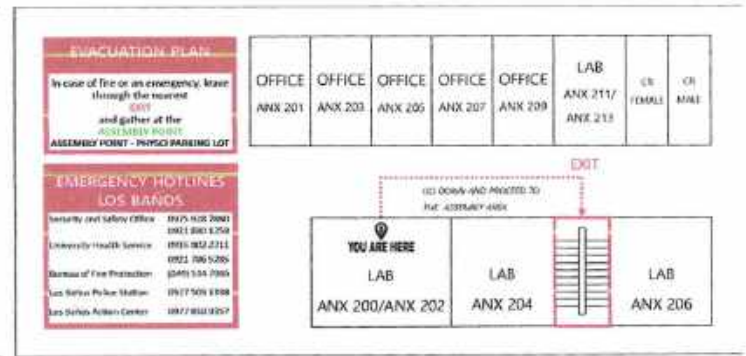 EVACUATION PLAN
In case of fire or an emergency, leave
through the nearest
EXIT
and gather at the
ASSEMBLY POINT
ASSEMBLY POINT - PHYSCI PARKING LOT
EMERGENCY HOTLINES
LOS BAÑOS
Security and Safety Office
University Health Service
Bureau of Fire Protection
Los Baños Police Station
Los Baños Action Center
OFFICE
ANX 201
OFFICE
ANX 203
OFFICE
ANX 205
OFFICE
ANX 207
OFFICE
ANX 209
LAB
ANX 211/
ANX 213
CR
FEMALE
CR
MALE
EXIT
GO DOWN AND PROCEED TO
THE ASSEMBLY AREA
YOU ARE HERE
LAB
ANX 200/ANX 202
LAB
ANX 204
LAB
ANX 206